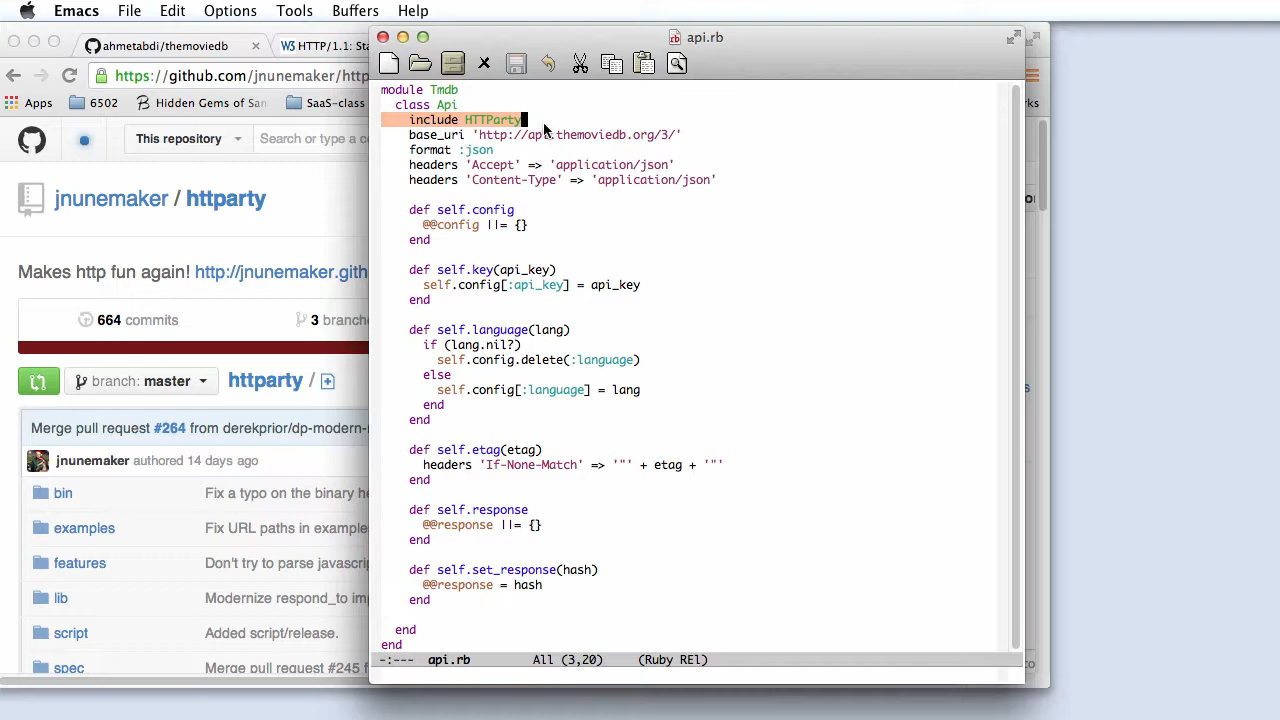 Emacs File Edit Options Tools Buffers Help
ahmetabdi/themoviedb
HTTP/1.1: Sta
https://github.com/jnunemaker/http
Apps 6502 Hidden Gems of San SaaS-class
This repository Search or type a com
jnunemaker / httparty
Makes http fun again! http://jnunemaker.gith
664 commits 3 branche
branch: master httparty /
Merge pull request #264 from derekprior/dp-modern-
jnunemaker authored 14 days ago
bin Fix a typo on the binary he
examples Fix URL paths in examples
features Don't try to parse javascrip
lib Modernize respond_to imp
script Added script/release.
spec Merge pull request #245 f
api.rb
module Tmdb
class Api
include HTTParty
base_uri 'http://api.themoviedb.org/3/'
format :json
headers 'Accept' => 'application/json'
headers 'Content-Type' => 'application/json'
def self.config
@@config ||= {}
end
def self.key(api_key)
self.config[:api_key] = api_key
end
def self.language(lang)
if (lang.nil?)
self.config.delete(:language)
else
self.config[:language] = lang
end
end
def self.etag(etag)
headers 'If-None-Match' => '"' + etag + '"'
end
def self.response
@@response ||= {}
end
def self.set_response(hash)
@@response = hash
end
end
end
-:--- api.rb All (3,20) (Ruby REl)